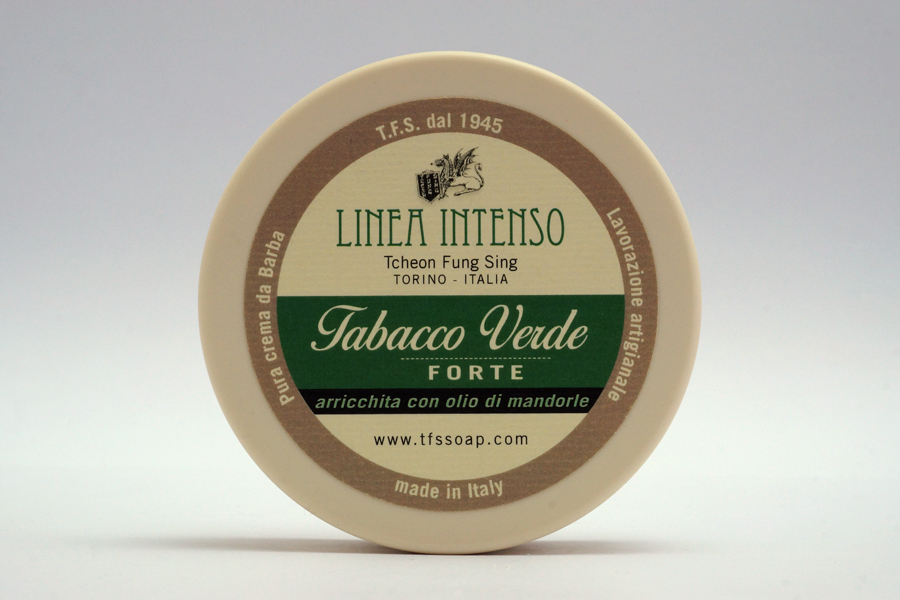 T.F.S. dal 1945
LINEA INTENSO
Tcheon Fung Sing
TORINO - ITALIA
Tabacco Verde
FORTE
arricchita con olio di mandorle
www.tfssoap.com
Pura crema da Barba
Lavorazione artigianale
made in Italy